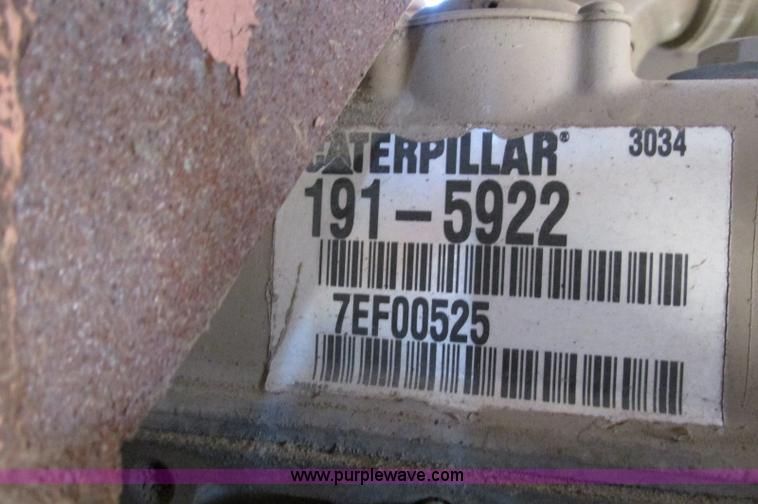 CATERPILLAR® 3034
191-5922
7EF00525
www.purplewave.com